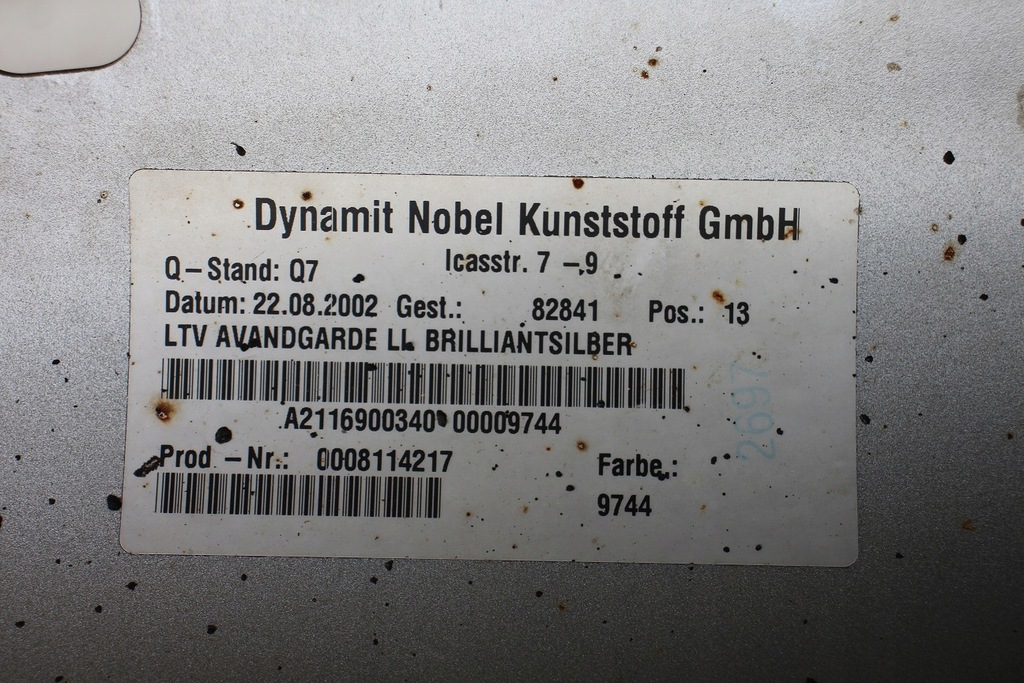 Dynamit Nobel Kunststoff GmbH
Q-Stand: Q7 Icasstr. 7 -9
Datum: 22.08.2002 Gest.: 82841 Pos.: 13
LTV AVANDGARDE LL BRILLIANTSILBER
A2116900340 00009744
Prod -Nr.: 0008114217 Farbe.:
9744
2697